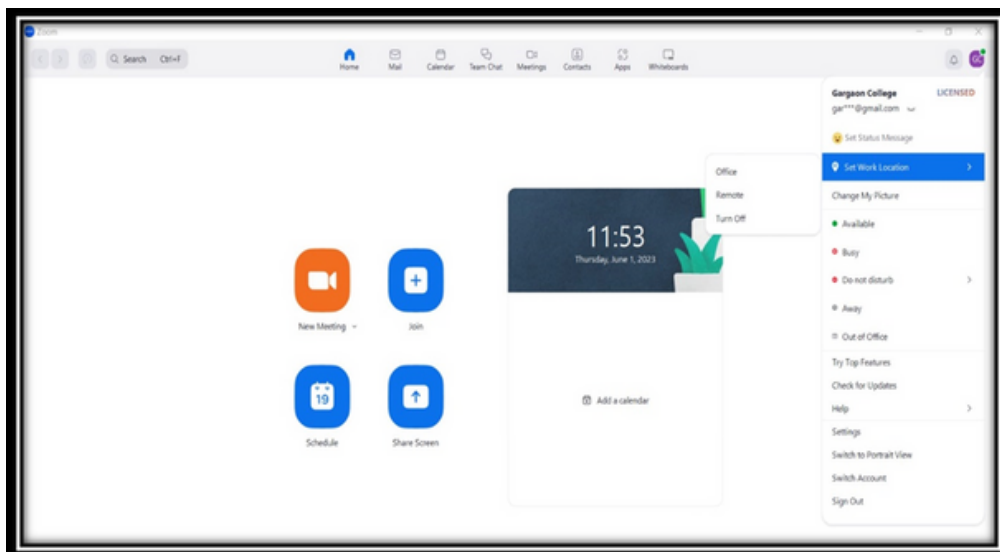 Zoom
Search Ctrl+F
Home Mail Calendar Team Chat Meetings Contacts Apps Whiteboards
GC
Gargaon College LICENSED
gar***@gmail.com
Set Status Message
Set Work Location
Office
Remote
Turn Off
Change My Picture
Available
Busy
Do not disturb
Away
Out of Office
Try Top Features
Check for Updates
Help
Settings
Switch to Portrait View
Switch Account
Sign Out
11:53
Thursday, June 1, 2023
New Meeting
Join
19
Schedule
Share Screen
Add a calendar